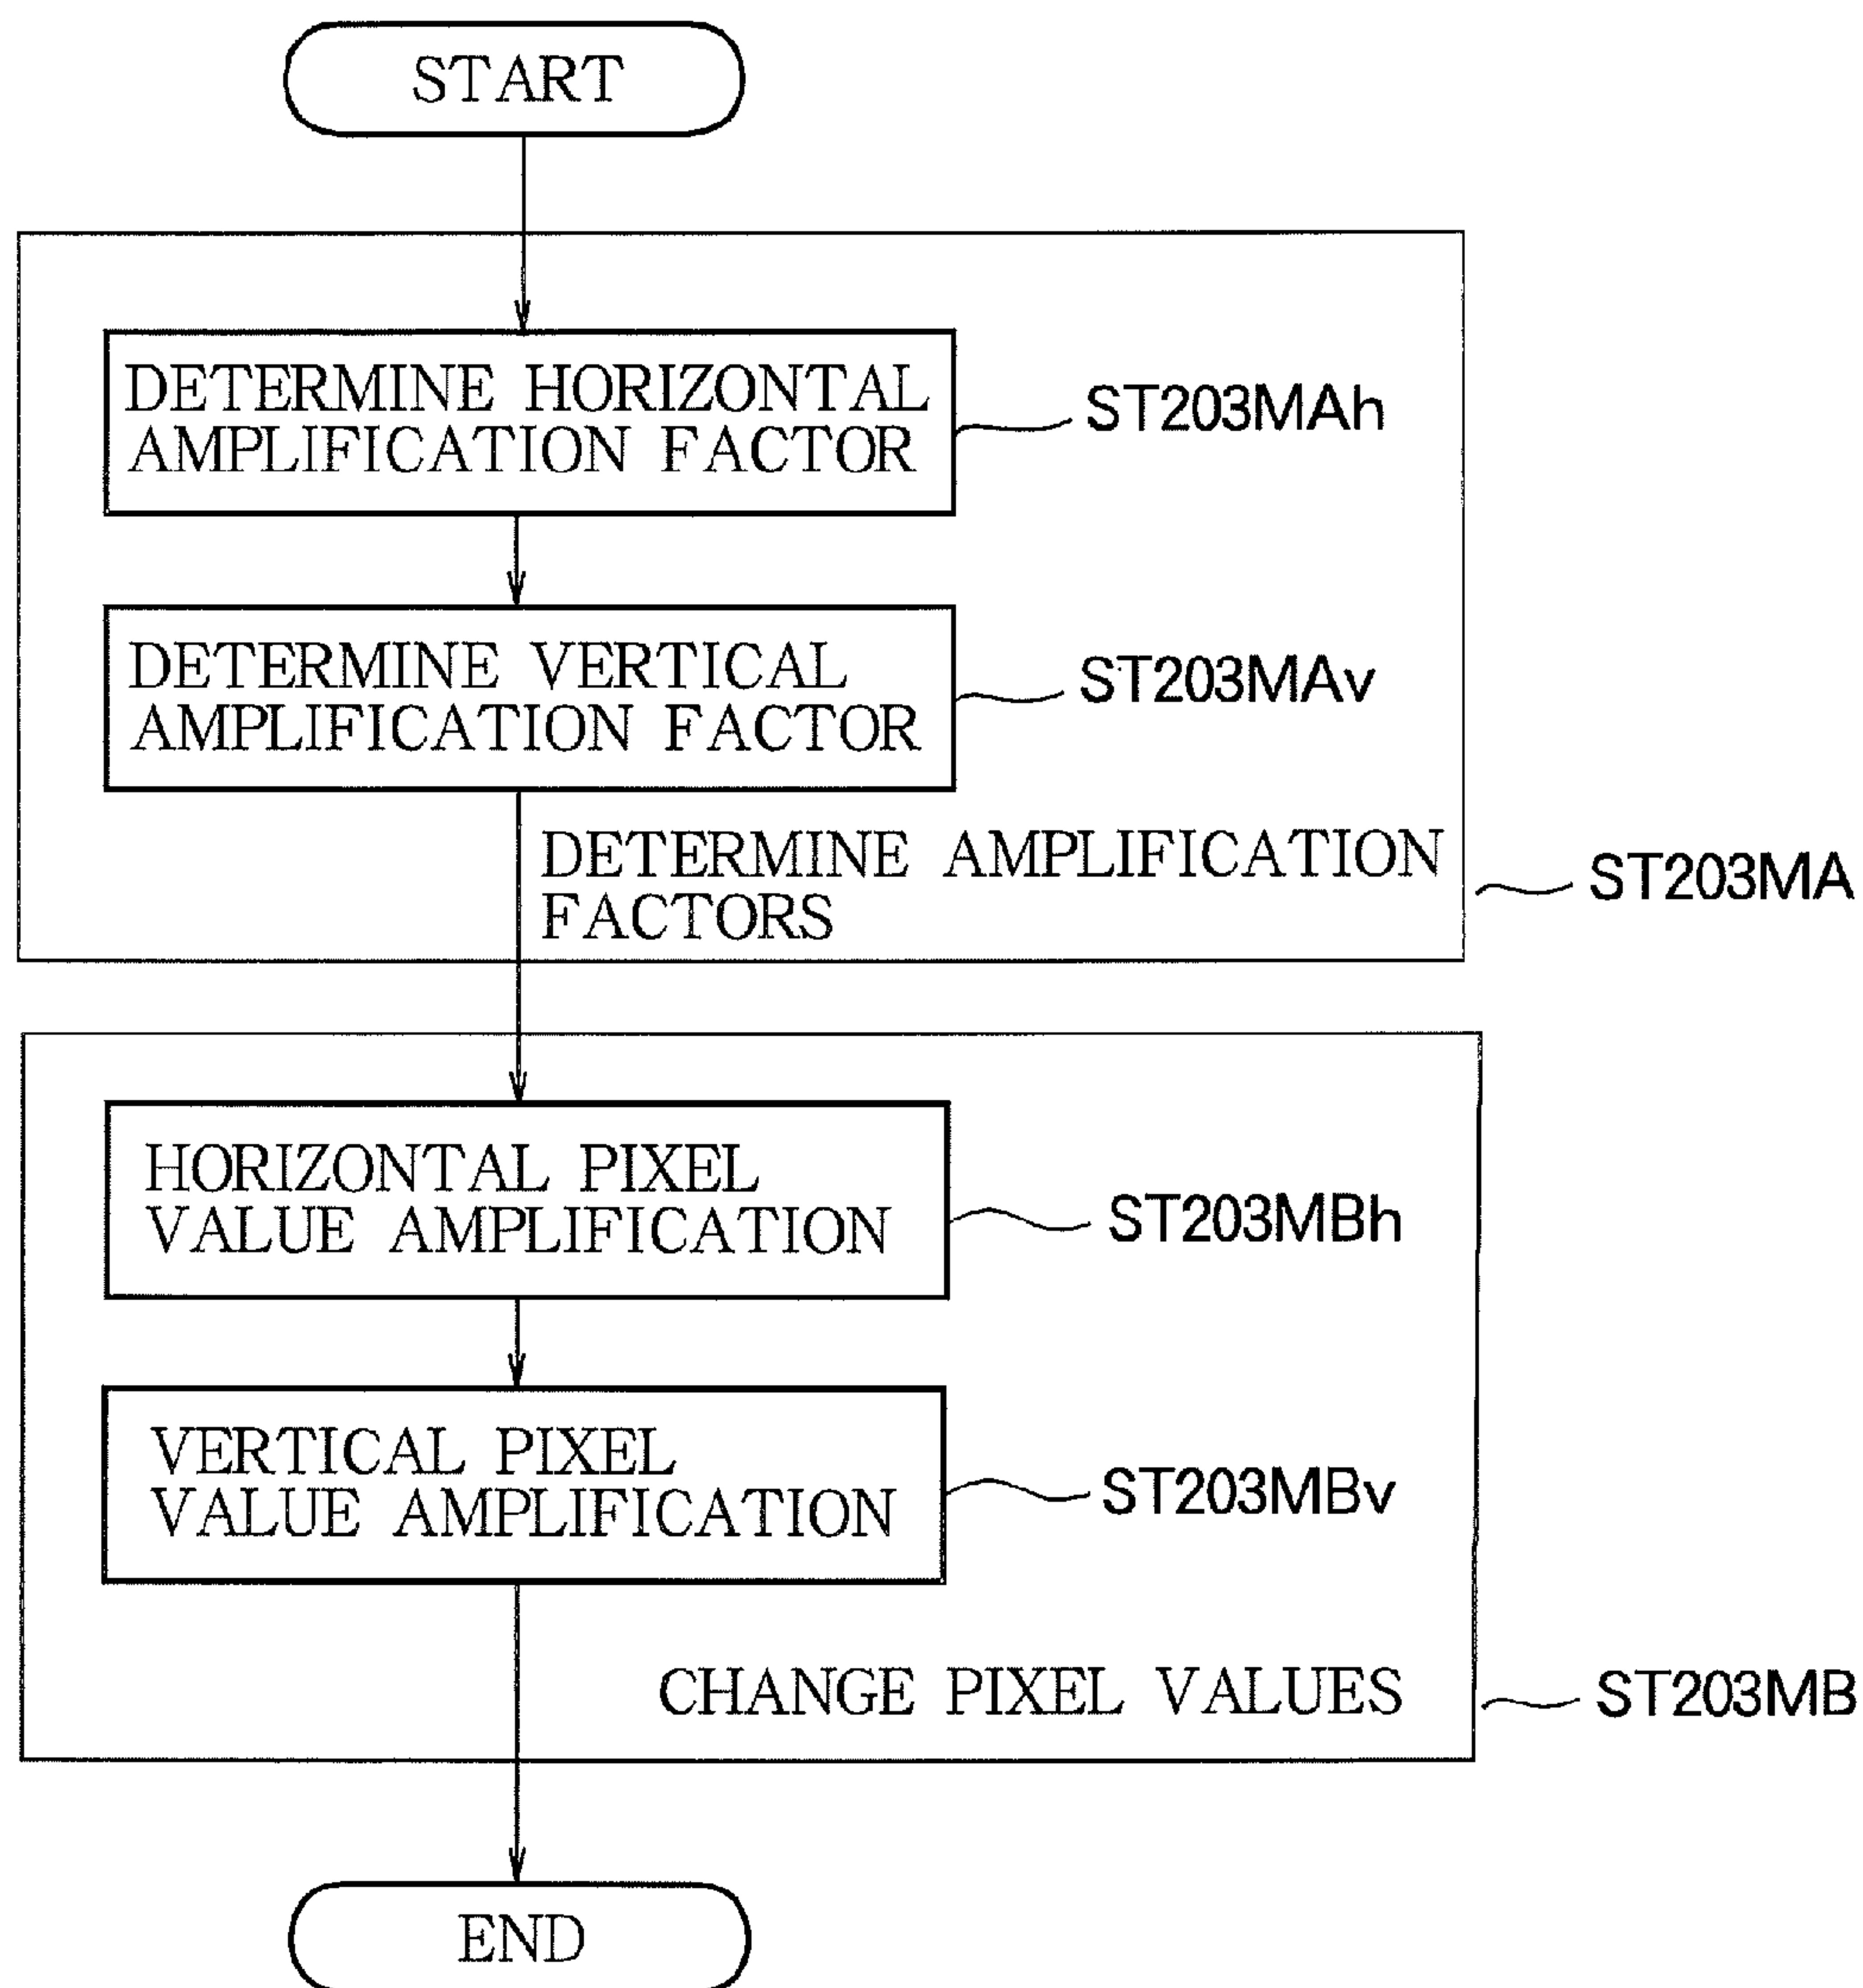 START
DETERMINE HORIZONTAL
AMPLIFICATION FACTOR
ST203MAh
DETERMINE VERTICAL
AMPLIFICATION FACTOR
ST203MAv
DETERMINE AMPLIFICATION
FACTORS
ST203MA
HORIZONTAL PIXEL
VALUE AMPLIFICATION
ST203MBh
VERTICAL PIXEL
VALUE AMPLIFICATION
ST203MBv
CHANGE PIXEL VALUES
ST203MB
END